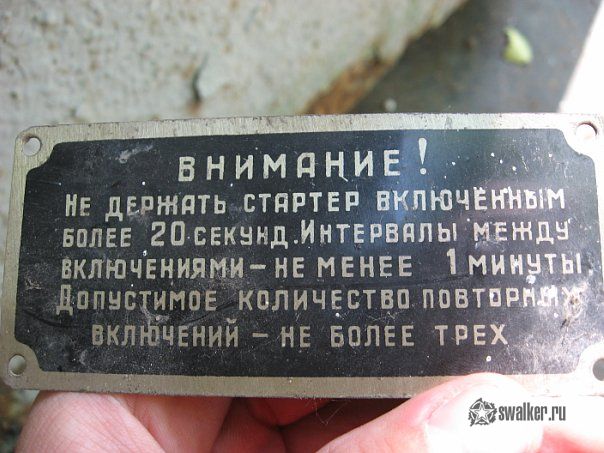 ВНИМАНИЕ!
НЕ ДЕРЖАТЬ СТАРТЕР ВКЛЮЧЁННЫМ
БОЛЕЕ 20 СЕКУНД. ИНТЕРВАЛЫ МЕЖДУ
ВКЛЮЧЕНИЯМИ – НЕ МЕНЕЕ 1 МИНУТЫ
ДОПУСТИМОЕ КОЛИЧЕСТВО ПОВТОРНЫХ
ВКЛЮЧЕНИЙ – НЕ БОЛЕЕ ТРЕХ
swalker.ru